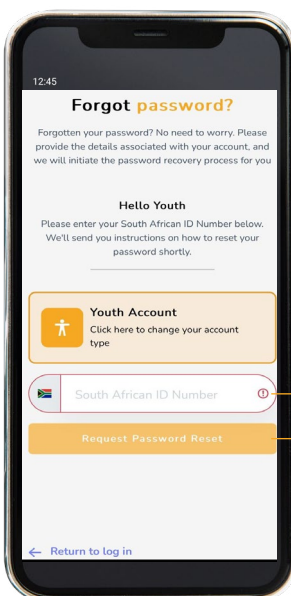 12:45
Forgot password?
Forgotten your password? No need to worry. Please
provide the details associated with your account, and
we will initiate the password recovery process for you
Hello Youth
Please enter your South African ID Number below.
We'll send you instructions on how to reset your
password shortly.
Youth Account
Click here to change your account
type
South African ID Number
Request Password Reset
← Return to log in